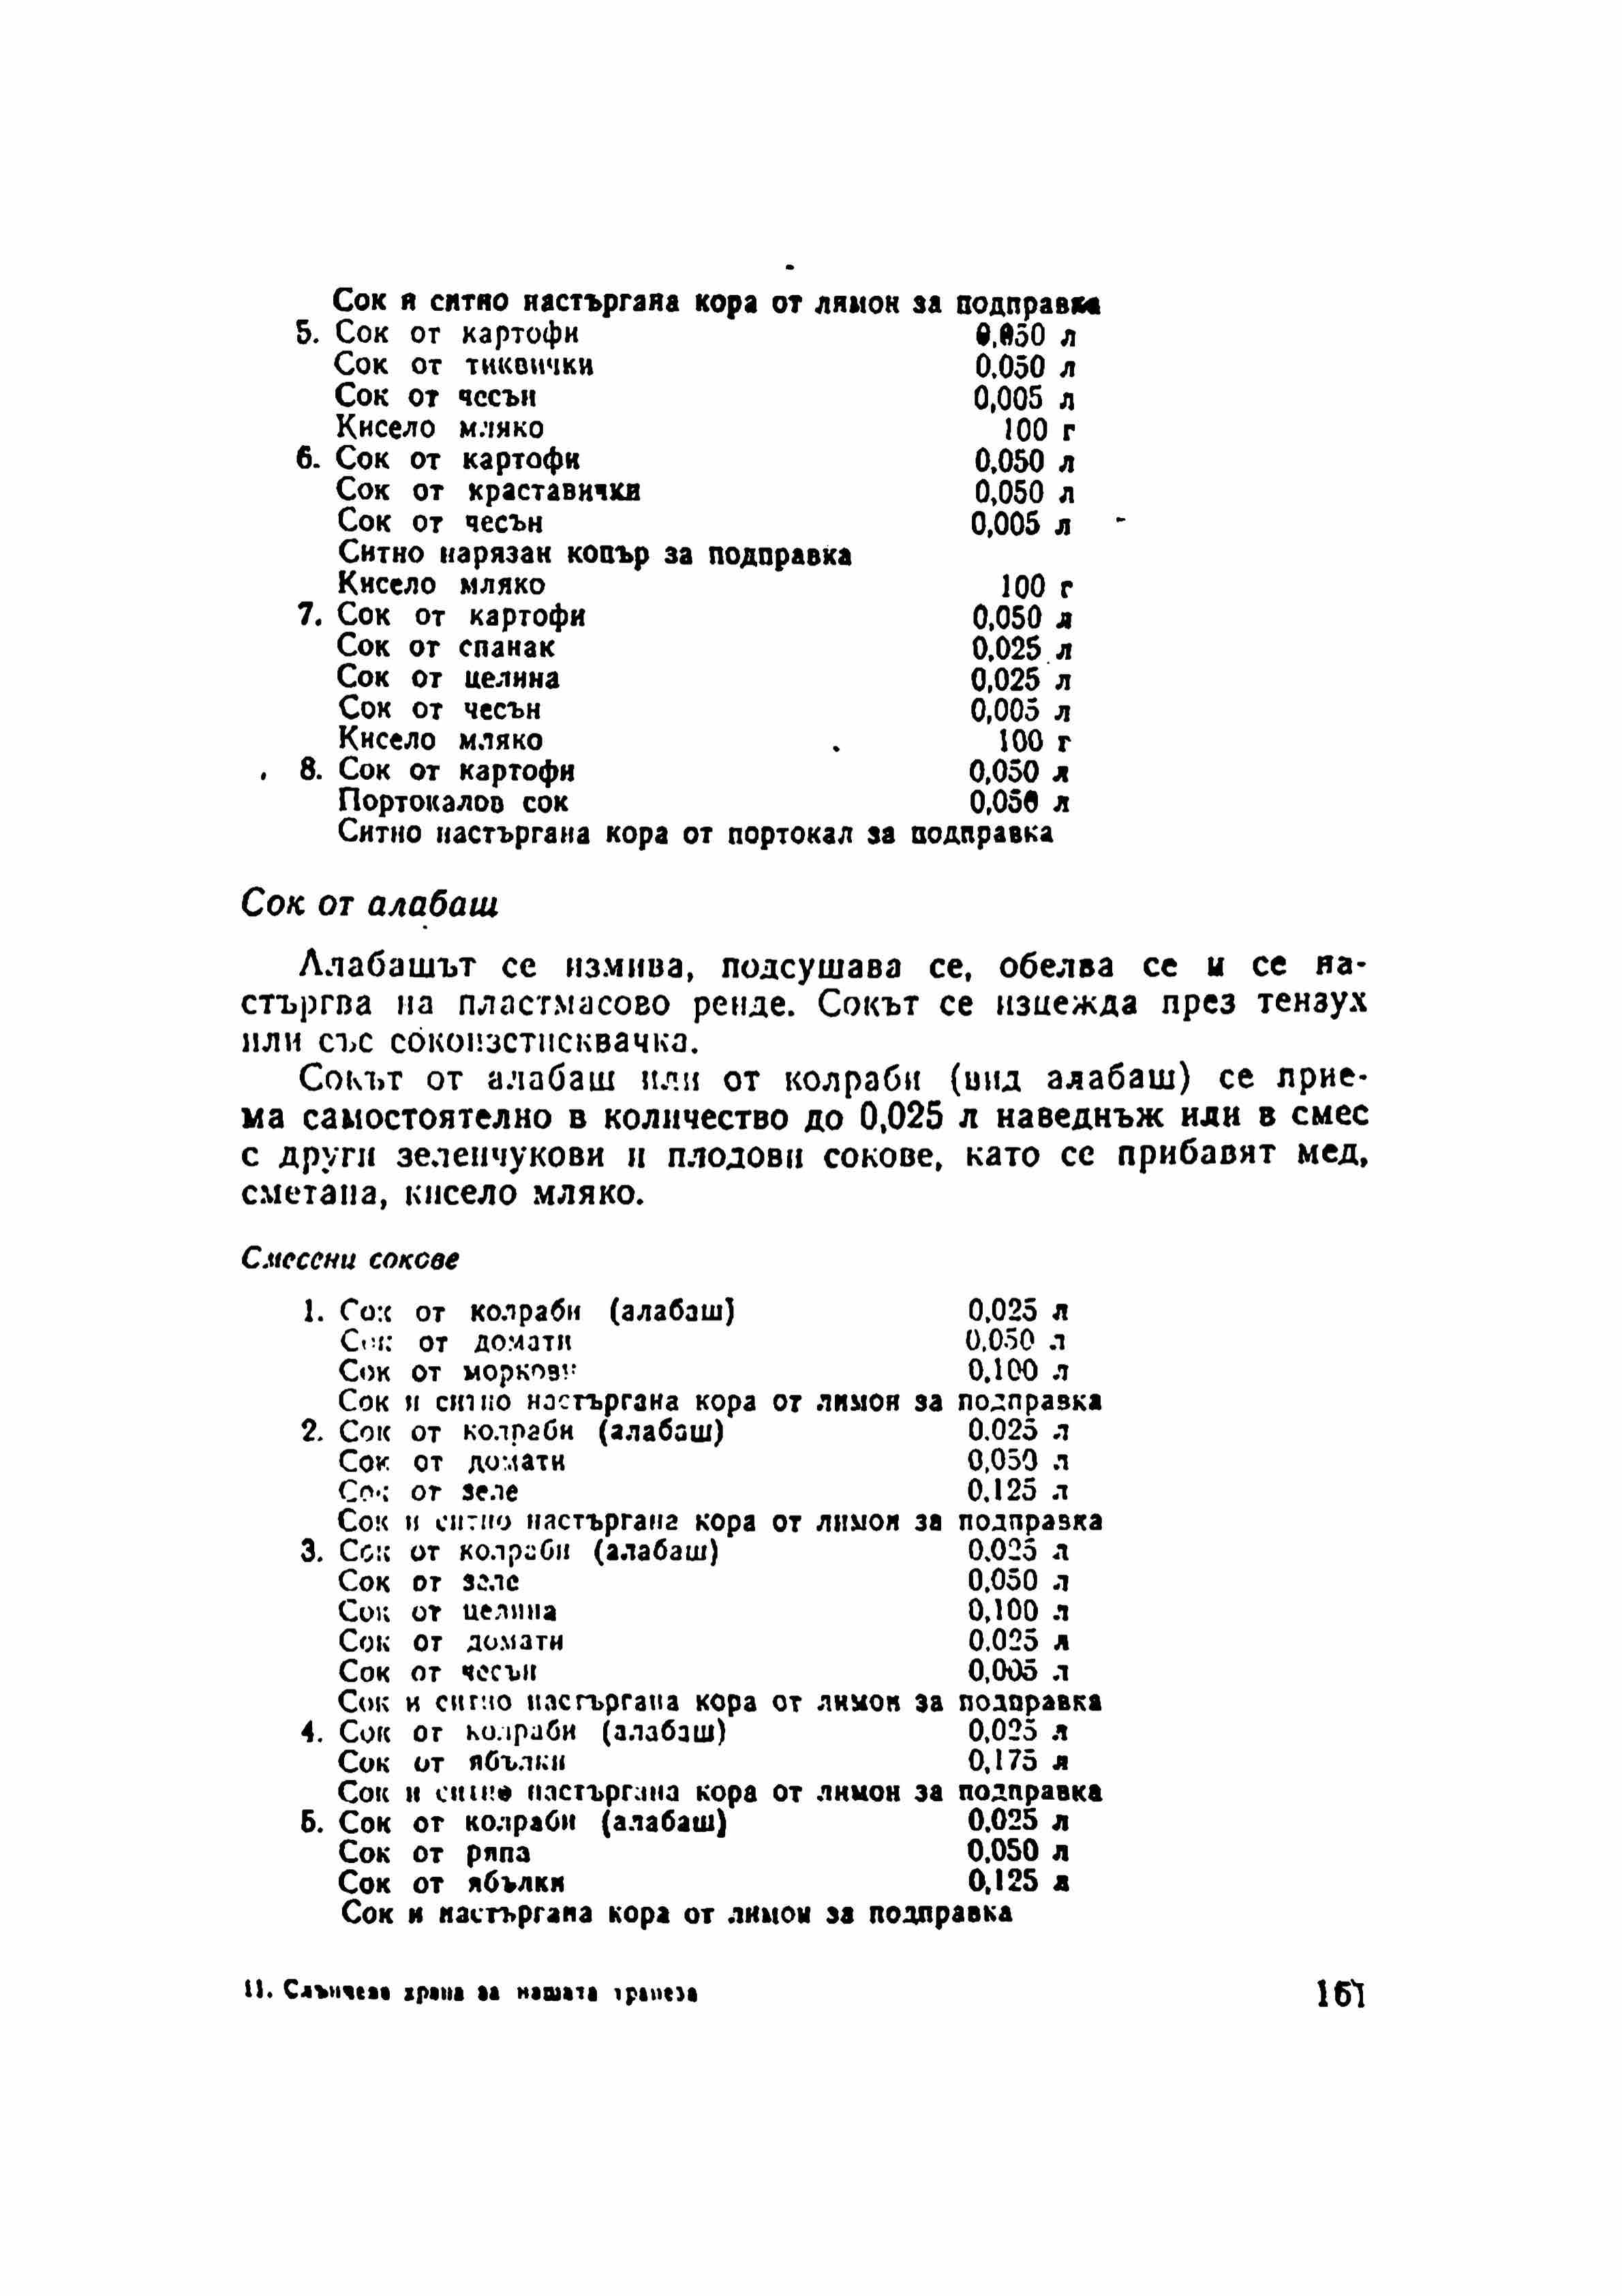 Сок и ситно настъргана кора от лимон за подправка
5. Сок от картофи 0,050 л
Сок от тиквички 0,050 л
Сок от чесън 0,005 л
Кисело мляко 100 г
6. Сок от картофи 0,050 л
Сок от краставички 0,050 л
Сок от чесън 0,005 л
Ситно нарязан копър за подправка
Кисело мляко 100 г
7. Сок от картофи 0,050 л
Сок от спанак 0,025 л
Сок от целина 0,025 л
Сок от чесън 0,005 л
Кисело мляко 100 г
8. Сок от картофи 0,050 л
Портокалов сок 0,050 л
Ситно настъргана кора от портокал за подправка
Сок от алабаш
Алабашът се измива, подсушава се, обелва се и се на-
стъргва на пластмасово ренде. Сокът се изцежда през тензух
или със сокоизстисквачка.
Сокът от алабаш или от колраби (вид алабаш) се прие-
ма самостоятелно в количество до 0,025 л наведнъж или в смес
с други зеленчукови и плодови сокове, като се прибавят мед,
сметана, кисело мляко.
Смесени сокове
1. Сок от колраби (алабаш) 0,025 л
Сок от домати 0,050 л
Сок от моркови 0,100 л
Сок и ситно настъргана кора от лимон за подправка
2. Сок от колраби (алабаш) 0,025 л
Сок от домати 0,050 л
Сок от зеле 0,125 л
Сок и ситно настъргана кора от лимон за подправка
3. Сок от колраби (алабаш) 0,025 л
Сок от зеле 0,050 л
Сок от целина 0,100 л
Сок от домати 0,025 л
Сок от чесън 0,005 л
Сок и ситно настъргана кора от лимон за подправка
4. Сок от колраби (алабаш) 0,025 л
Сок от ябълки 0,175 л
Сок и ситно настъргана кора от лимон за подправка
5. Сок от колраби (алабаш) 0,025 л
Сок от ряпа 0,050 л
Сок от ябълки 0,125 л
Сок и настъргана кора от лимон за подправка
11. Слънчева храна за нашата трапеза 161